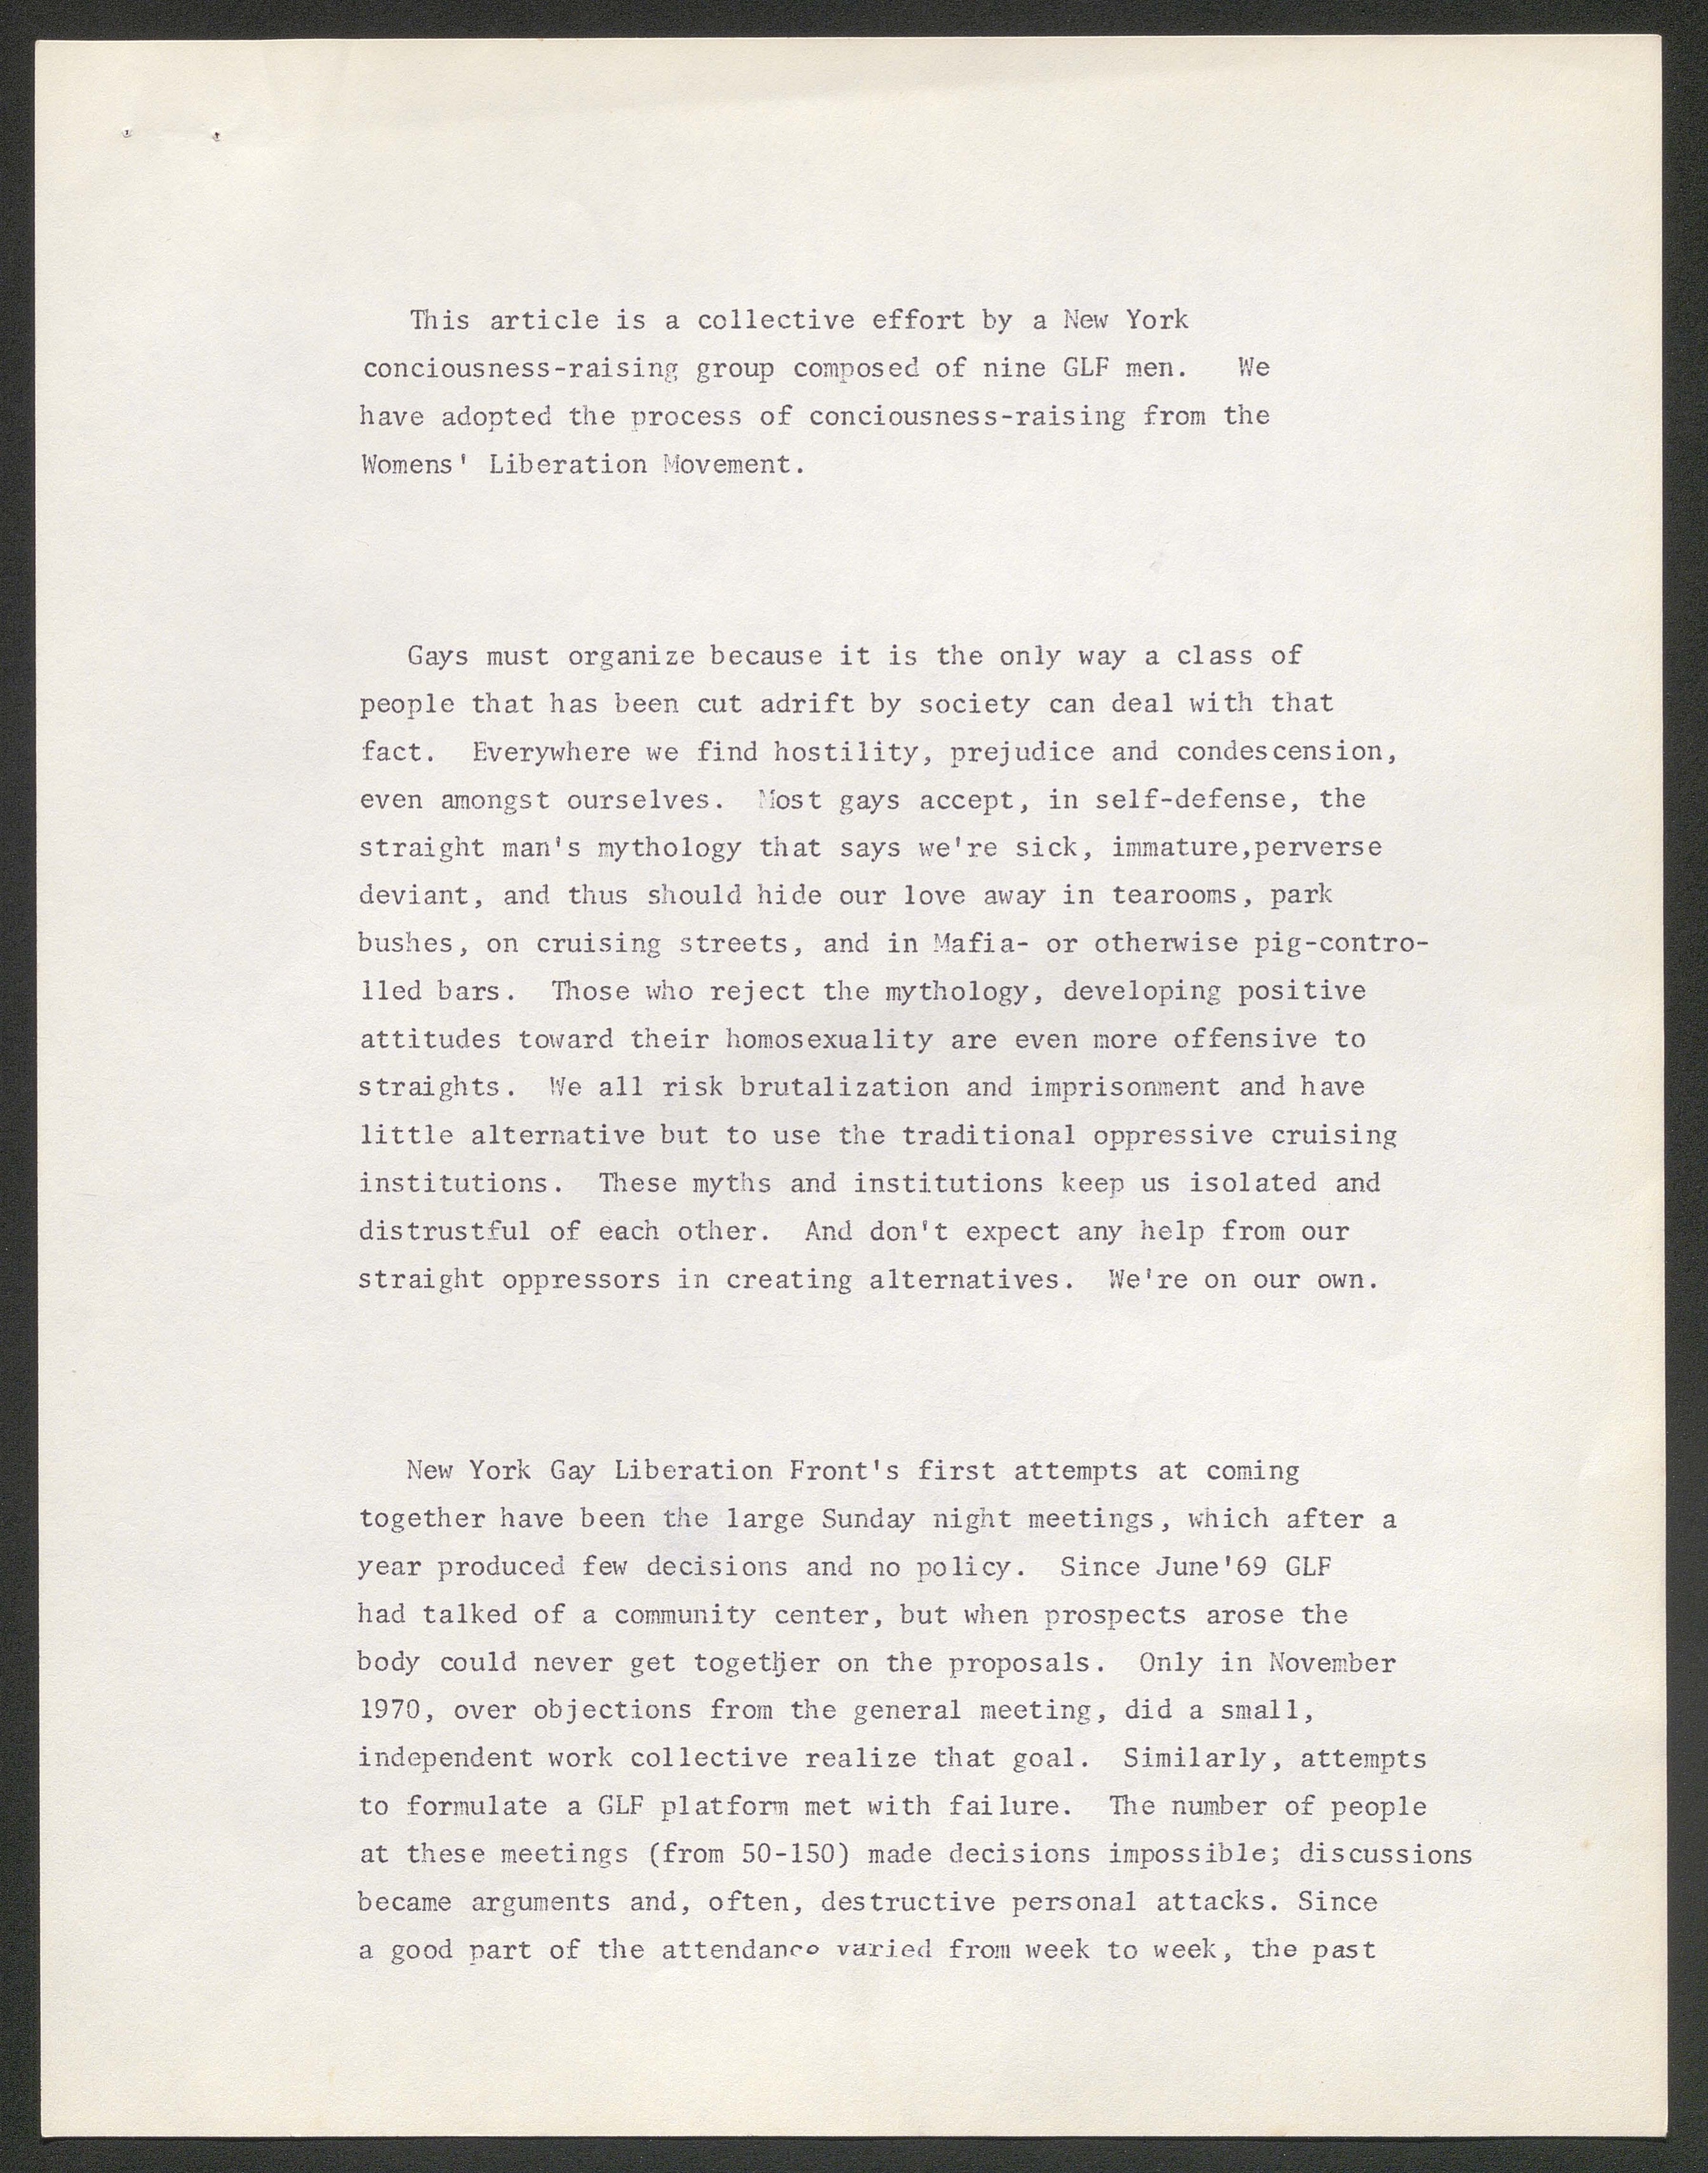 This article is a collective effort by a New York
conciousness-raising group composed of nine GLF men. We
have adopted the process of conciousness-raising from the
Womens' Liberation Movement.
Gays must organize because it is the only way a class of
people that has been cut adrift by society can deal with that
fact. Everywhere we find hostility, prejudice and condescension,
even amongst ourselves. Most gays accept, in self-defense, the
straight man's mythology that says we're sick, immature,perverse
deviant, and thus should hide our love away in tearooms, park
bushes, on cruising streets, and in Mafia- or otherwise pig-contro-
lled bars. Those who reject the mythology, developing positive
attitudes toward their homosexuality are even more offensive to
straights. We all risk brutalization and imprisonment and have
little alternative but to use the traditional oppressive cruising
institutions. These myths and institutions keep us isolated and
distrustful of each other. And don't expect any help from our
straight oppressors in creating alternatives. We're on our own.
New York Gay Liberation Front's first attempts at coming
together have been the large Sunday night meetings, which after a
year produced few decisions and no policy. Since June'69 GLF
had talked of a community center, but when prospects arose the
body could never get together on the proposals. Only in November
1970, over objections from the general meeting, did a small,
independent work collective realize that goal. Similarly, attempts
to formulate a GLF platform met with failure. The number of people
at these meetings (from 50-150) made decisions impossible; discussions
became arguments and, often, destructive personal attacks. Since
a good part of the attendance varied from week to week, the past